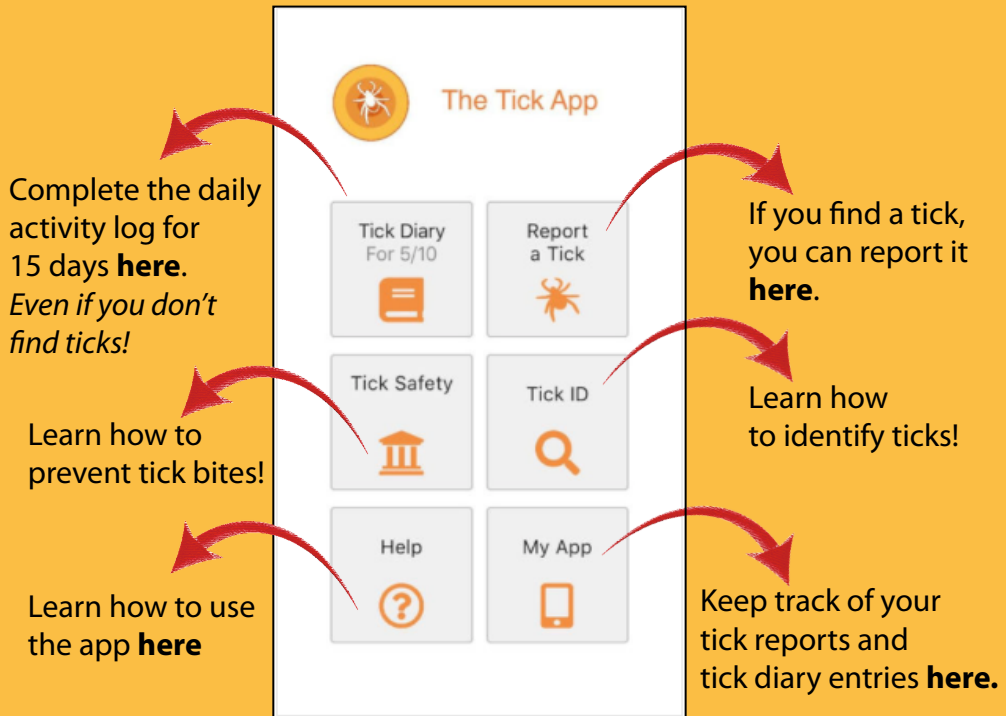 The Tick App
Complete the daily
activity log for
15 days here.
Even if you don’t
find ticks!
Tick Diary
For 5/10
Report
a Tick
If you find a tick,
you can report it
here.
Learn how to
prevent tick bites!
Tick Safety
Tick ID
Learn how
to identify ticks!
Learn how to use
the app here
Help
My App
Keep track of your
tick reports and
tick diary entries here.